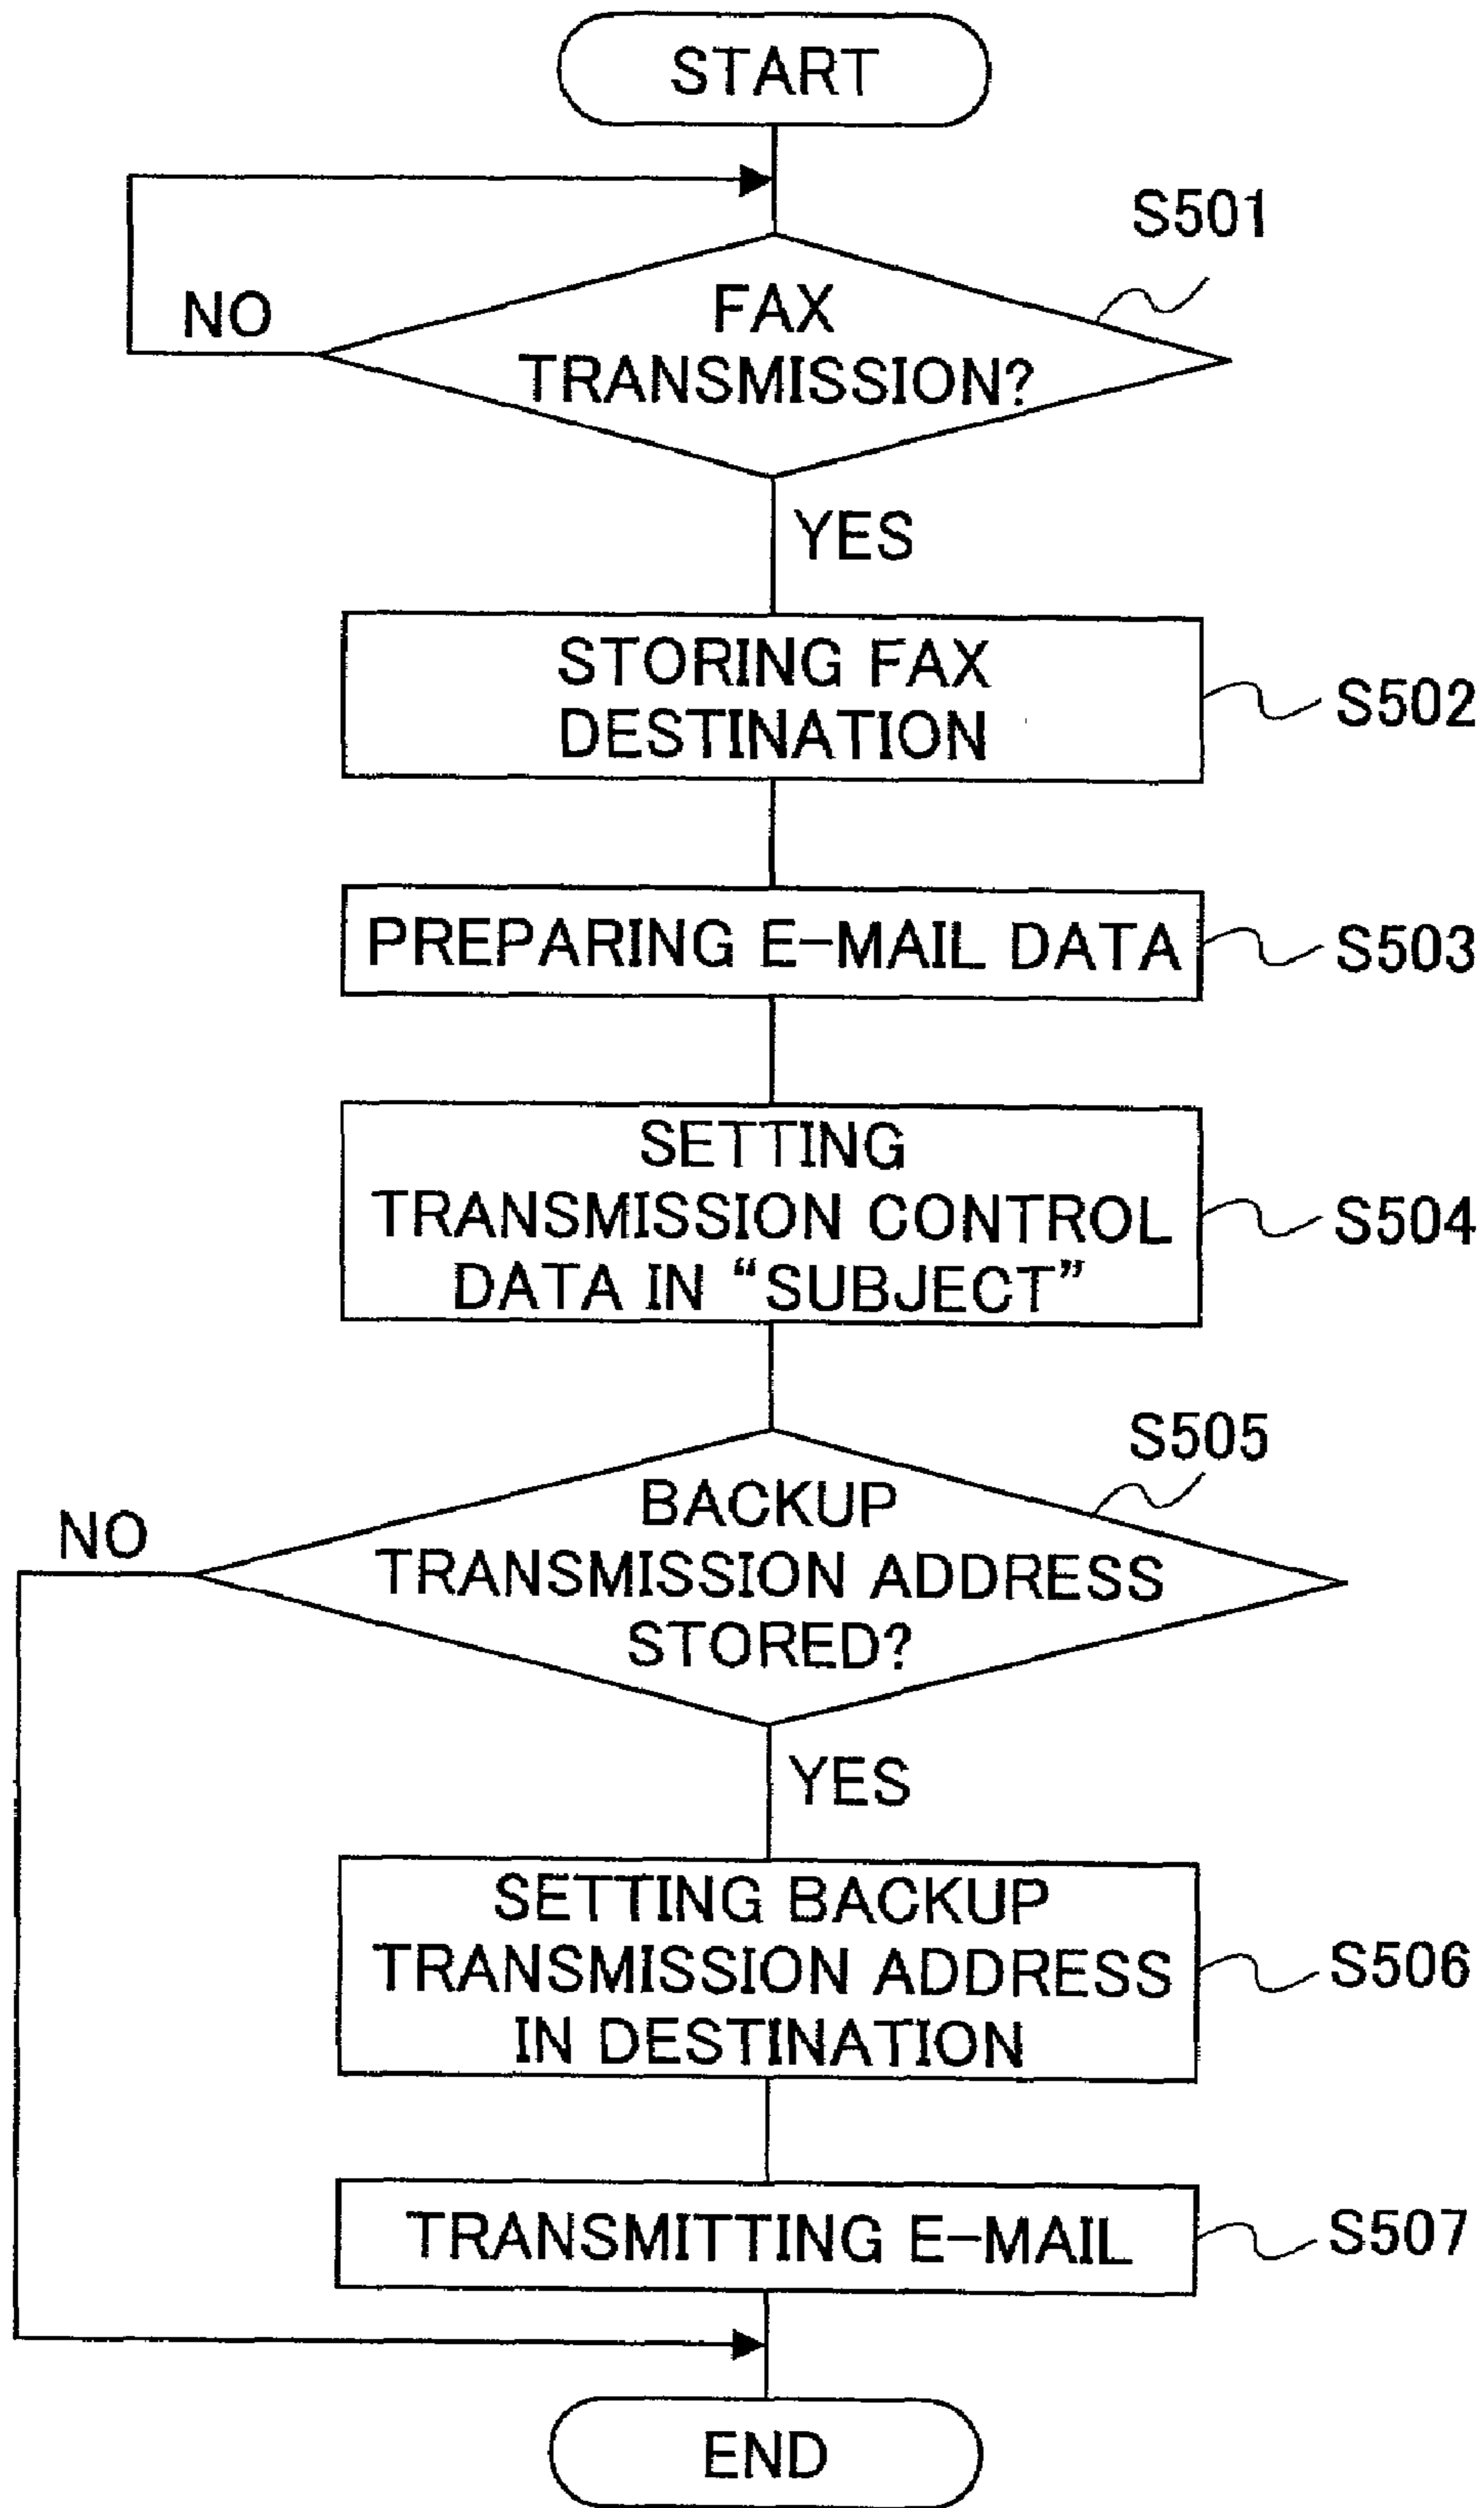 START
S501
FAX
TRANSMISSION?
NO
YES
STORING FAX
DESTINATION
S502
PREPARING E-MAIL DATA
S503
SETTING
TRANSMISSION CONTROL
DATA IN “SUBJECT”
S504
S505
BACKUP
TRANSMISSION ADDRESS
STORED?
NO
YES
SETTING BACKUP
TRANSMISSION ADDRESS
IN DESTINATION
S506
TRANSMITTING E-MAIL
S507
END